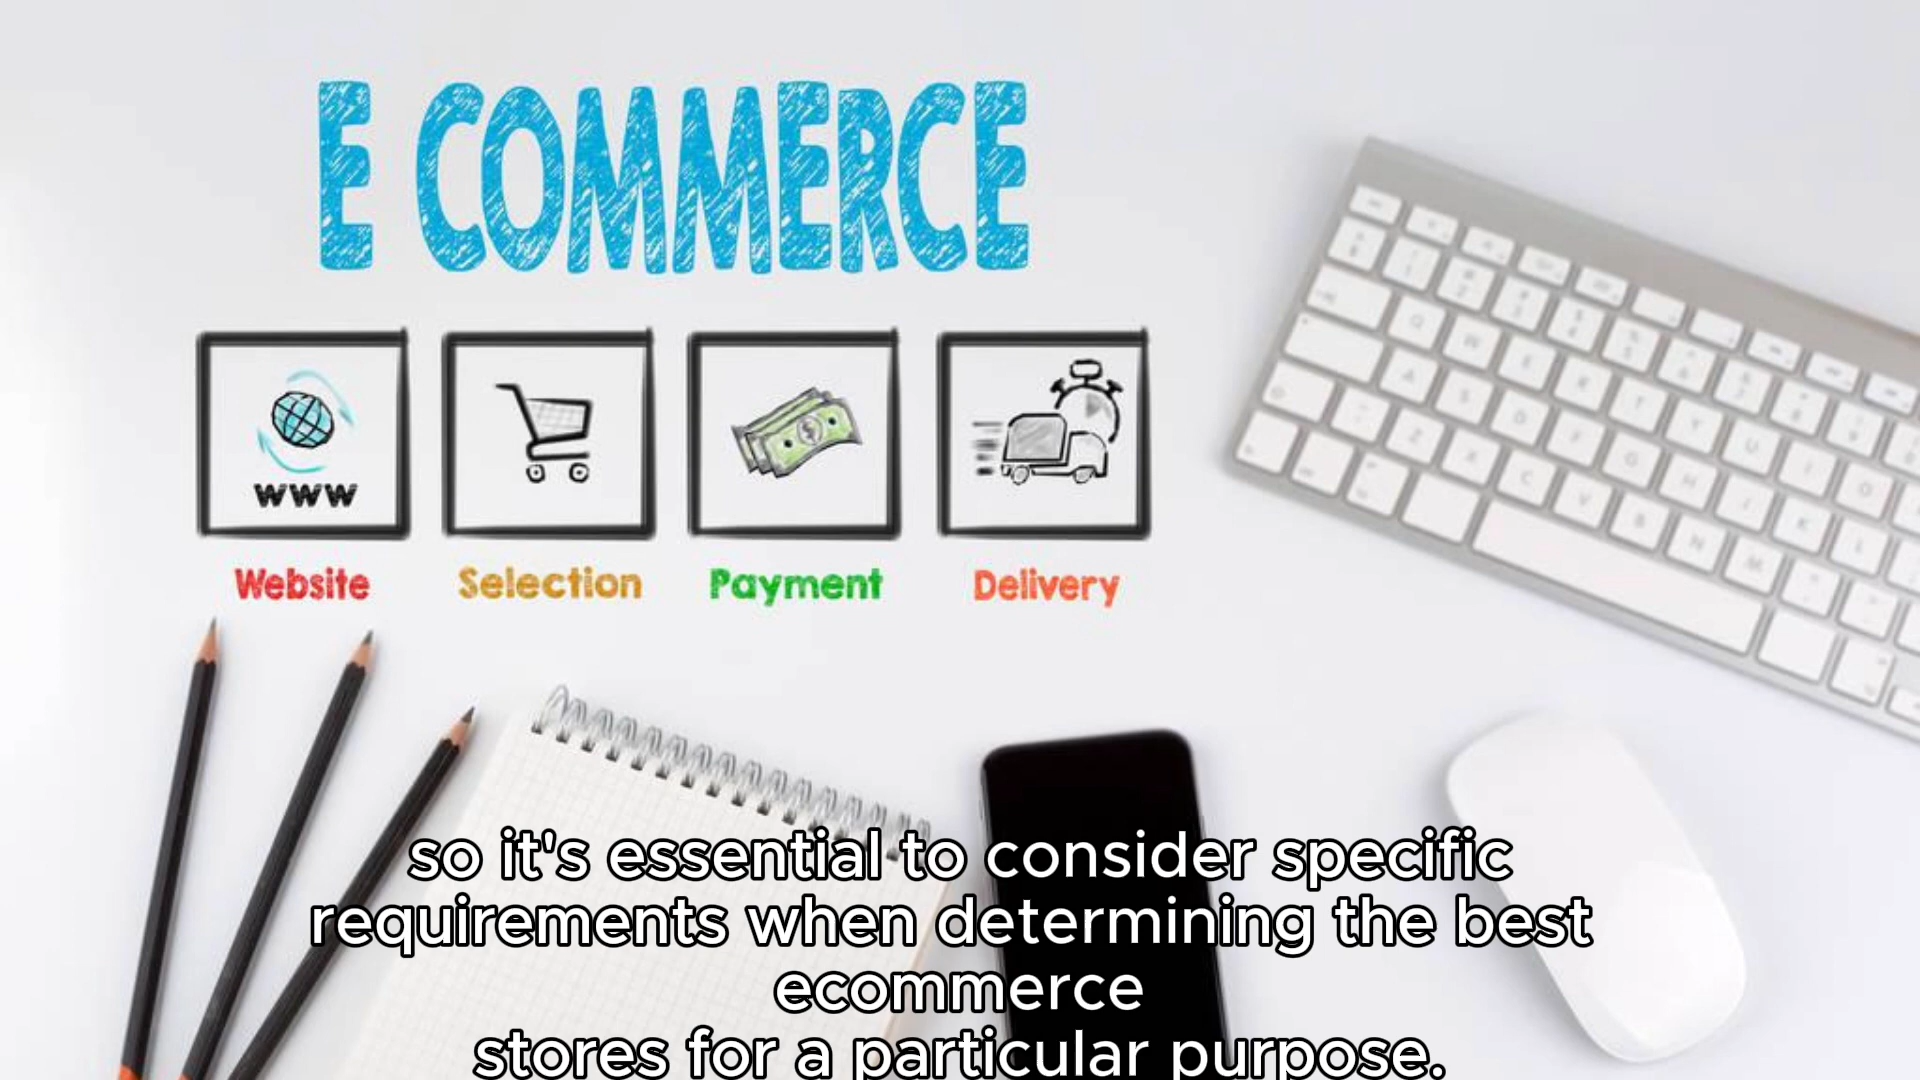 E COMMERCE
WWW
Website Selection Payment Delivery
so it's essential to consider specific
requirements when determining the best
ecommerce
stores for a particular purpose.